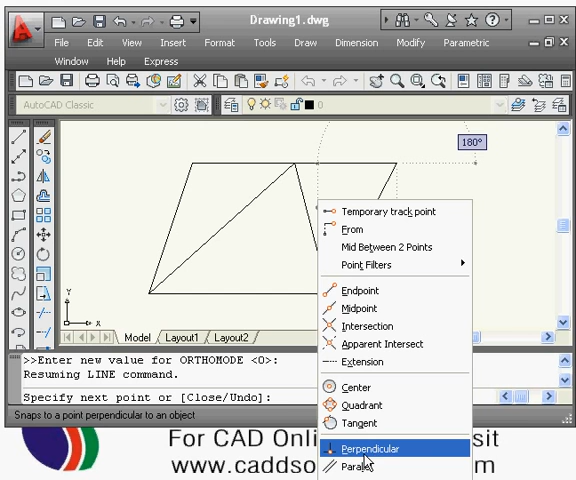 Drawing1.dwg
File Edit View Insert Format Tools Draw Dimension Modify Parametric
Window Help Express
AutoCAD Classic
0
180°
Temporary track point
From
Mid Between 2 Points
Point Filters
Endpoint
Midpoint
Intersection
Apparent Intersect
Extension
Center
Quadrant
Tangent
Perpendicular
Parallel
Y
X
Model Layout1 Layout2
>>Enter new value for ORTHOMODE <0>:
Resuming LINE command.
Specify next point or [Close/Undo]:
Snaps to a point perpendicular to an object
For CAD Onli sit
www.caddso m